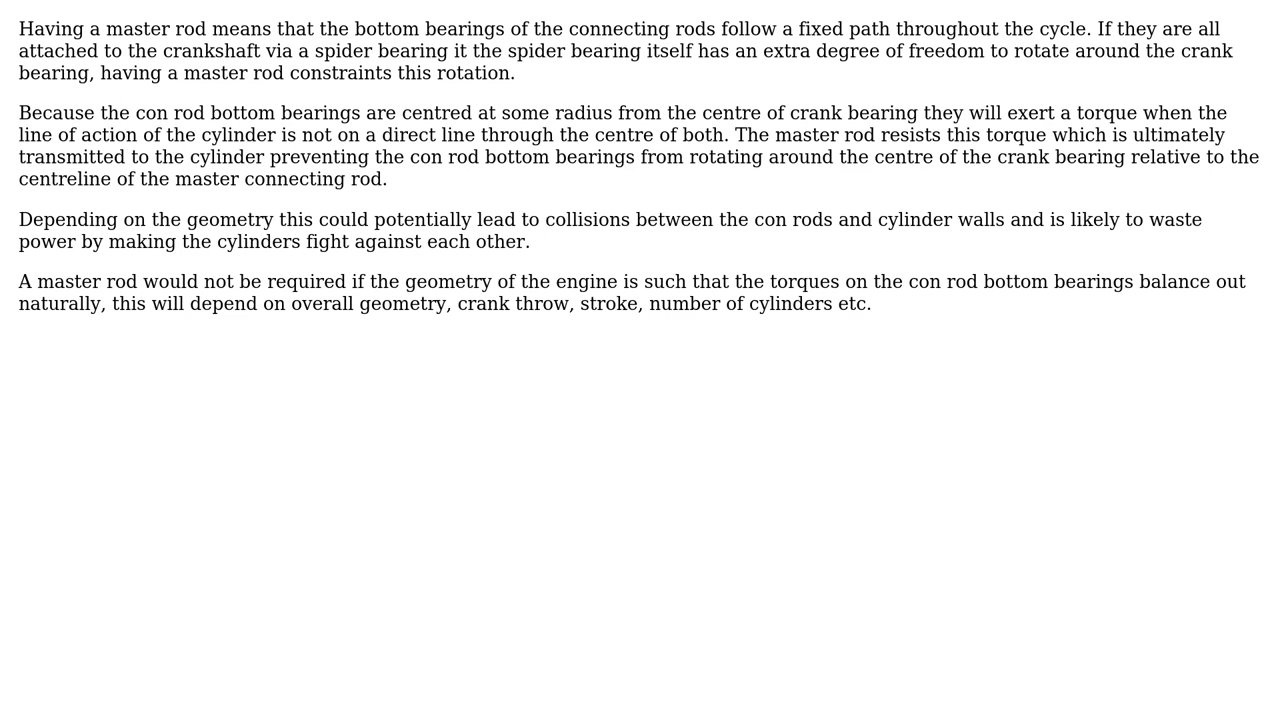 Having a master rod means that the bottom bearings of the connecting rods follow a fixed path throughout the cycle. If they are all
attached to the crankshaft via a spider bearing it the spider bearing itself has an extra degree of freedom to rotate around the crank
bearing, having a master rod constraints this rotation.
Because the con rod bottom bearings are centred at some radius from the centre of crank bearing they will exert a torque when the
line of action of the cylinder is not on a direct line through the centre of both. The master rod resists this torque which is ultimately
transmitted to the cylinder preventing the con rod bottom bearings from rotating around the centre of the crank bearing relative to the
centreline of the master connecting rod.
Depending on the geometry this could potentially lead to collisions between the con rods and cylinder walls and is likely to waste
power by making the cylinders fight against each other.
A master rod would not be required if the geometry of the engine is such that the torques on the con rod bottom bearings balance out
naturally, this will depend on overall geometry, crank throw, stroke, number of cylinders etc.